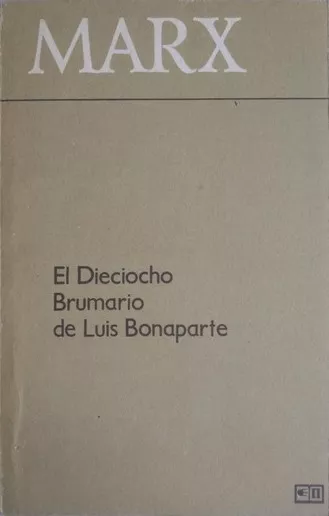 MARX
El Dieciocho
Brumario
de Luis Bonaparte